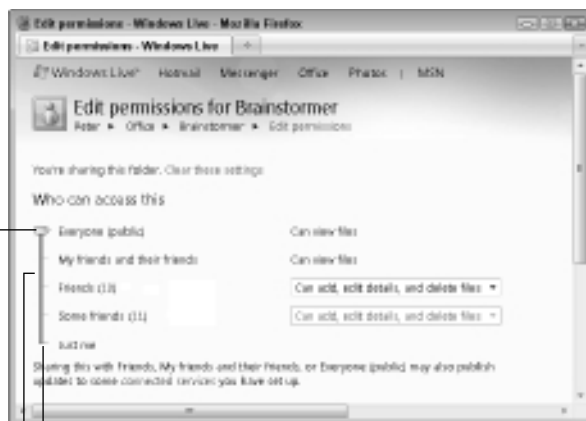 Edit permissions - Windows Live - Mozilla Firefox
Edit permissions - Windows Live
Windows Live® Hotmail Messenger Office Photos | MSN
Edit permissions for Brainstormer
Peter ▸ Office ▸ Brainstormer ▸ Edit permissions
You're sharing this folder. Clear these settings
Who can access this
Everyone (public) Can view files
My friends and their friends Can view files
Friends (13) Can add, edit details, and delete files
Some friends (11) Can add, edit details, and delete files
Just me
Sharing this with Friends, My friends and their friends, or Everyone (public) may also publish
updates to some connected services you have set up.